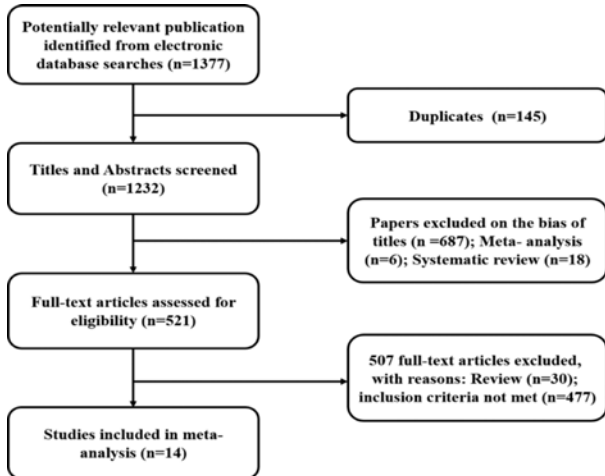 Potentially relevant publication
identified from electronic
database searches (n=1377)
Duplicates (n=145)
Titles and Abstracts screened
(n=1232)
Papers excluded on the bias of
titles (n =687); Meta- analysis
(n=6); Systematic review (n=18)
Full-text articles assessed for
eligibility (n=521)
507 full-text articles excluded,
with reasons: Review (n=30);
inclusion criteria not met (n=477)
Studies included in meta-
analysis (n=14)